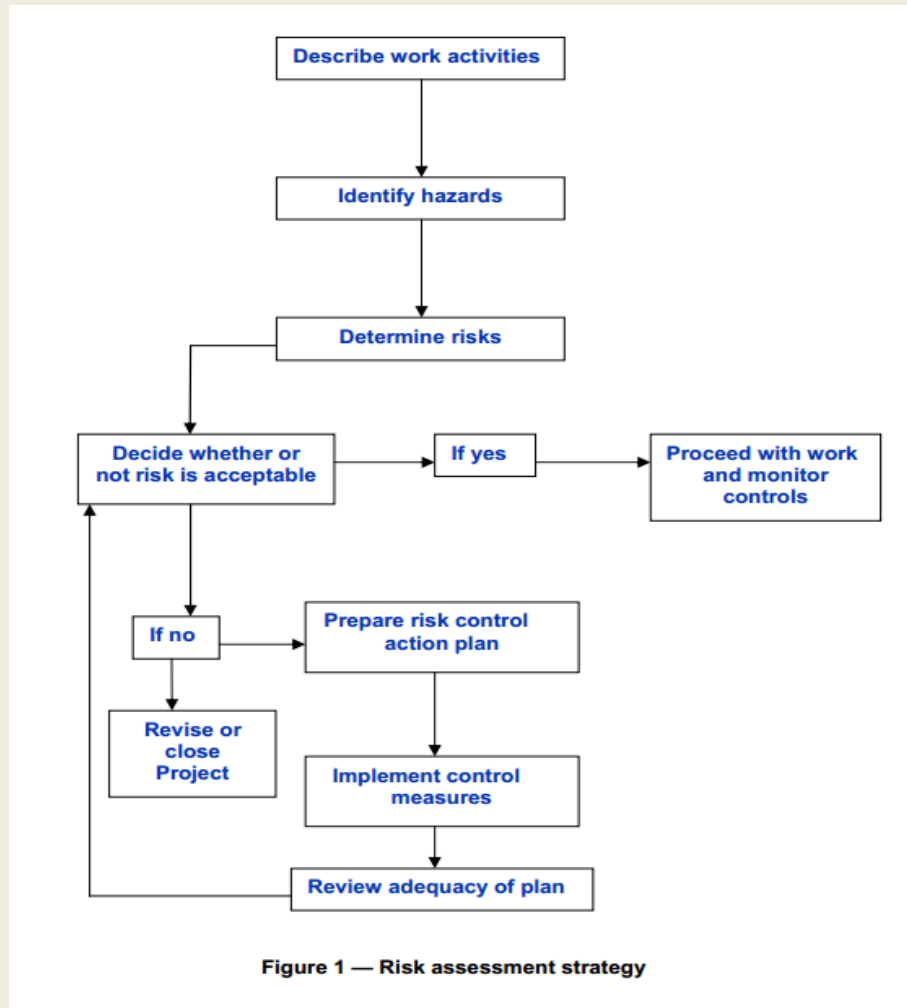 Describe work activities
Identify hazards
Determine risks
Decide whether or
not risk is acceptable
If yes
Proceed with work
and monitor
controls
If no
Prepare risk control
action plan
Revise or
close
Project
Implement control
measures
Review adequacy of plan
Figure 1 — Risk assessment strategy